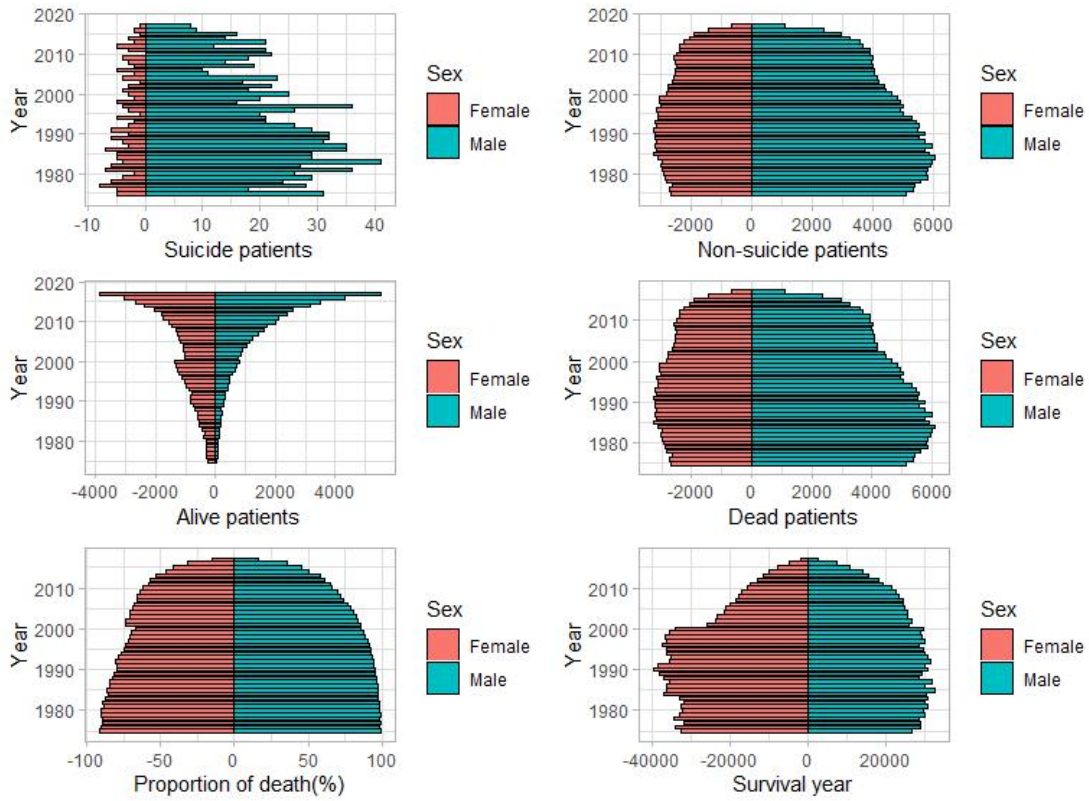 2020
2010
2000
1990
1980
Year
-10 0 10 20 30 40
Suicide patients
Sex
Female
Male
2020
2010
2000
1990
1980
Year
-2000 0 2000 4000 6000
Non-suicide patients
Sex
Female
Male
2020
2010
2000
1990
1980
Year
-4000 -2000 0 2000 4000
Alive patients
Sex
Female
Male
2020
2010
2000
1990
1980
Year
-2000 0 2000 4000 6000
Dead patients
Sex
Female
Male
2010
2000
1990
1980
Year
-100 -50 0 50 100
Proportion of death(%)
Sex
Female
Male
2010
2000
1990
1980
Year
-40000 -20000 0 20000
Survival year
Sex
Female
Male